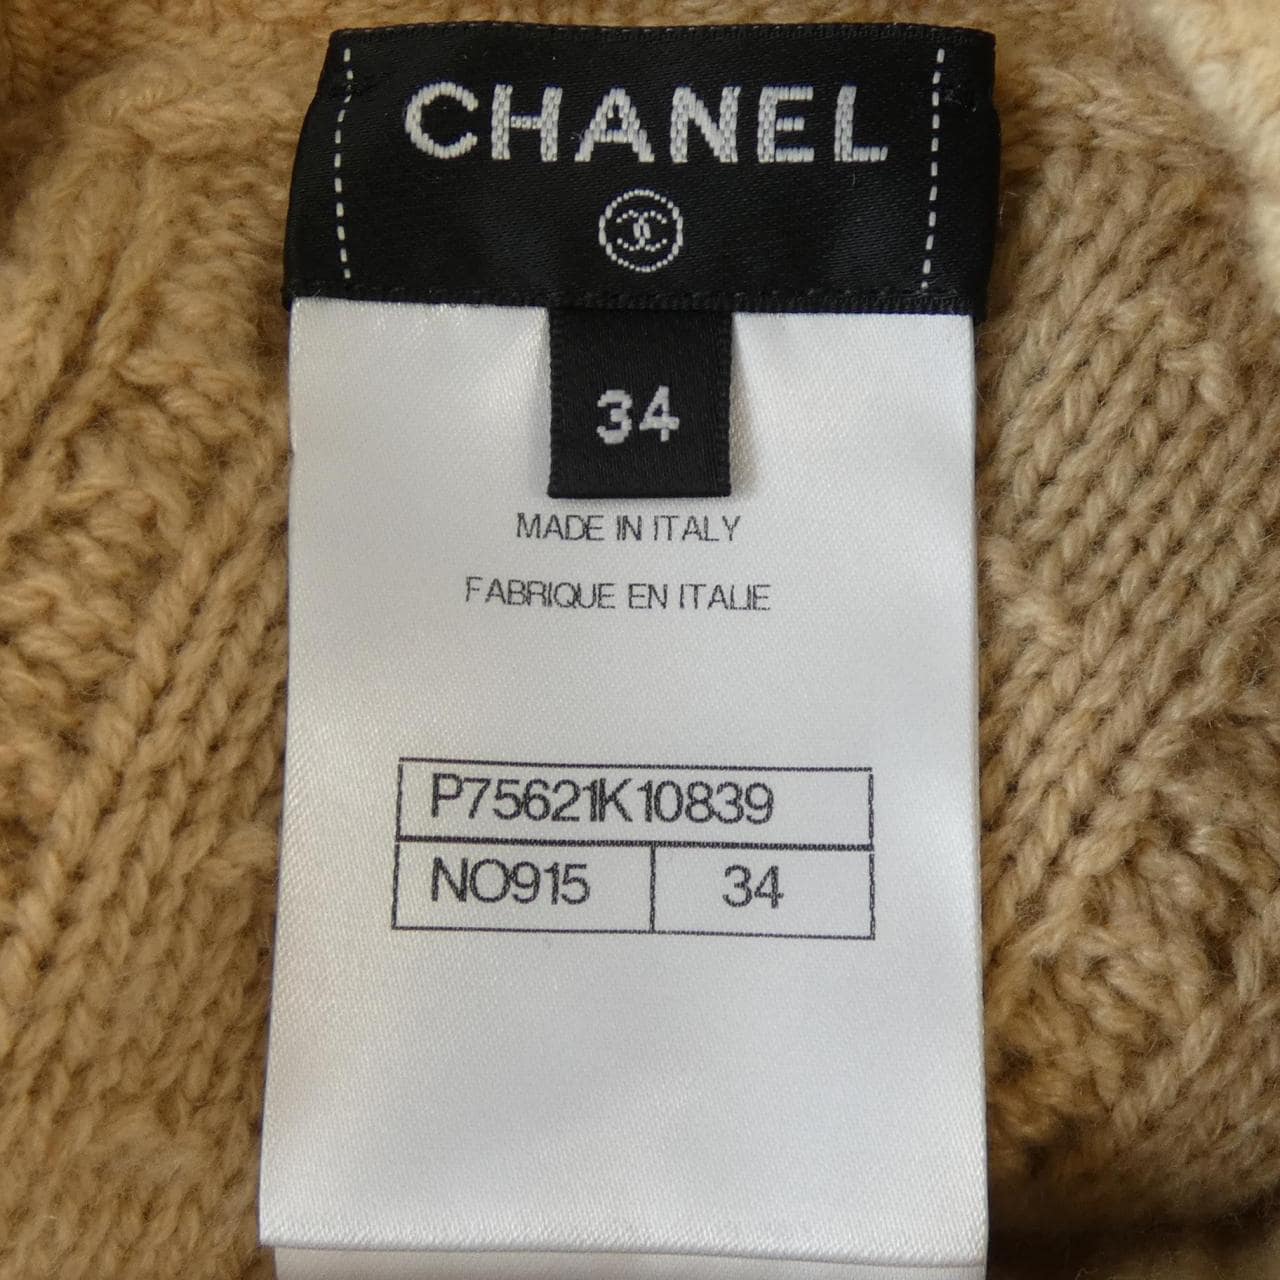 CHANEL
34
MADE IN ITALY
FABRIQUE EN ITALIE
P75621K10839
NO915 34